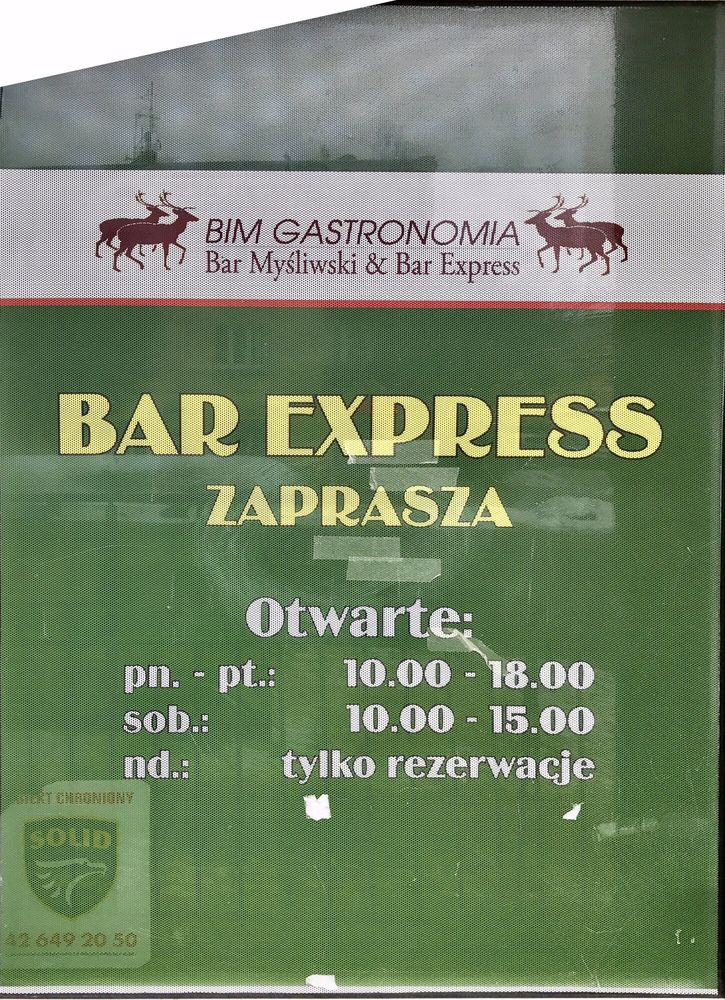 BIM GASTRONOMIA
Bar Myśliwski & Bar Express
BAR EXPRESS
ZAPRASZA
Otwarte:
pn. - pt.: 10.00 - 18.00
sob.: 10.00 - 15.00
nd.: tylko rezerwacje
CHRONIONY
SOLID
42 649 20 50